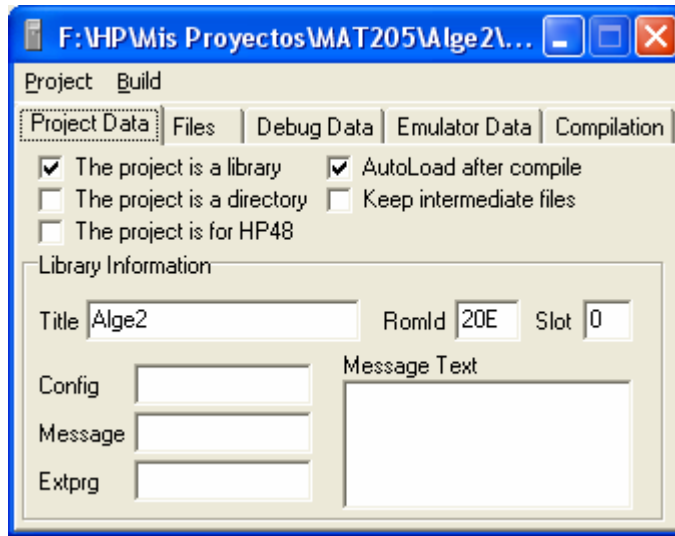 F:\HP\Mis Proyectos\MAT205\Alge2\...
Project Build
Project Data Files Debug Data Emulator Data Compilation
The project is a library AutoLoad after compile
The project is a directory Keep intermediate files
The project is for HP48
Library Information
Title Alge2 RomId 20E Slot 0
Config
Message Text
Message
Extprg